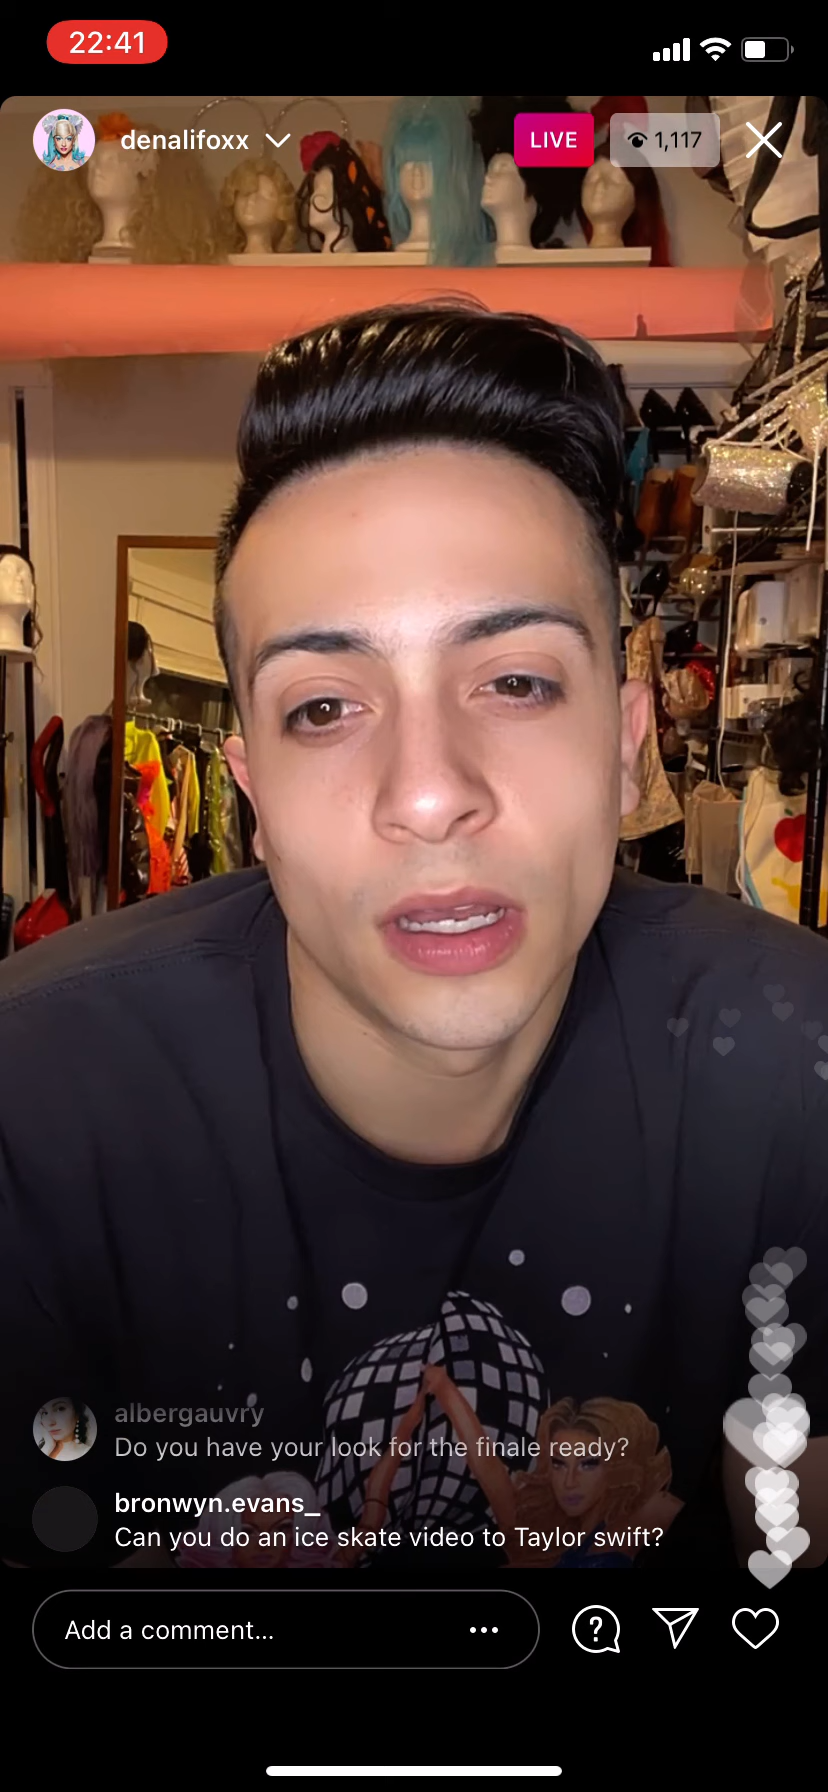 22:41
denalifoxx
LIVE
1,117
albergauvry
Do you have your look for the finale ready?
bronwyn.evans_
Can you do an ice skate video to Taylor swift?
Add a comment...